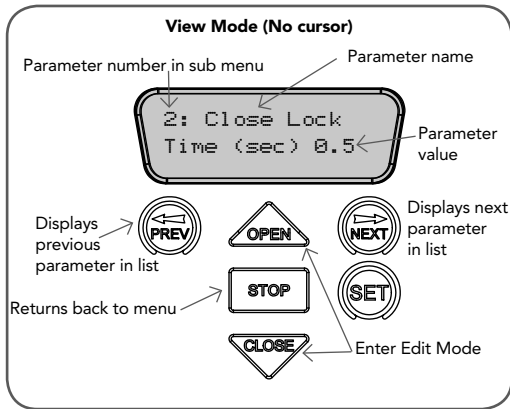 View Mode (No cursor)
Parameter number in sub menu
Parameter name
2: Close Lock
Time (sec) 0.5
Parameter
value
Displays
previous
parameter in list
PREV
OPEN
NEXT
Displays next
parameter
in list
Returns back to menu
STOP
SET
CLOSE
Enter Edit Mode